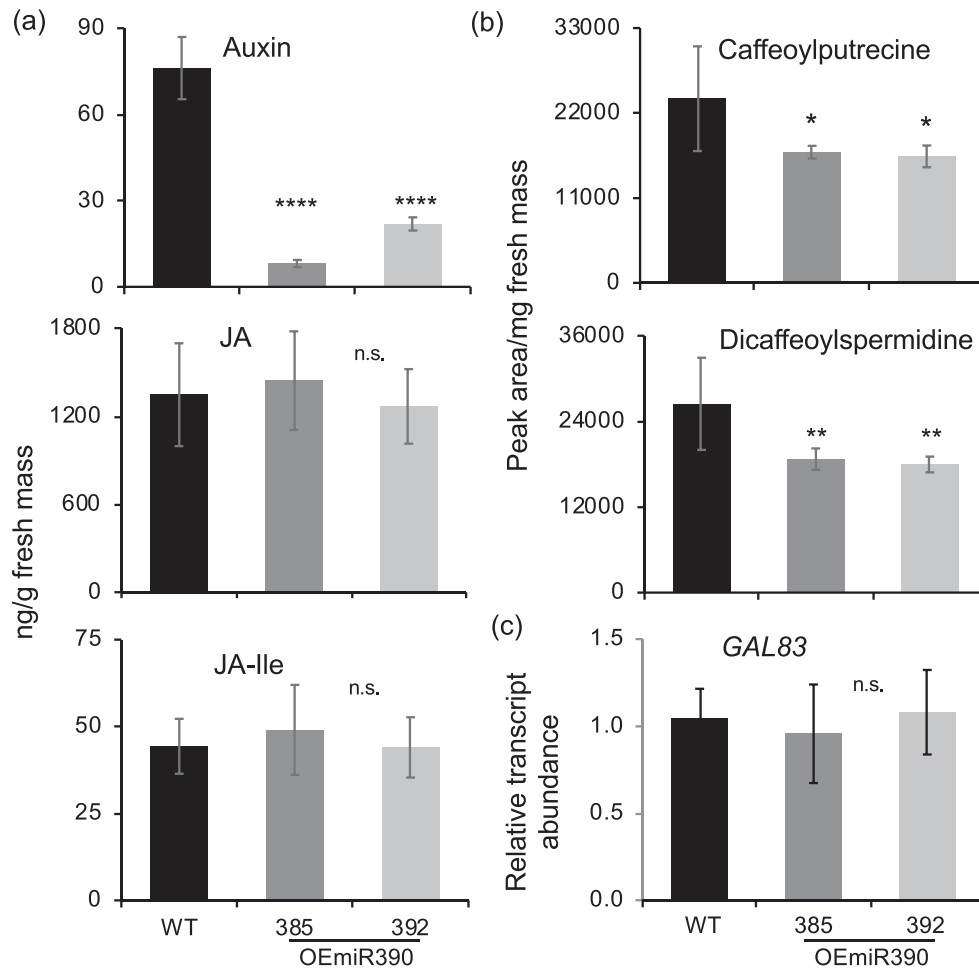 (a)
Auxin
90
60
30
0
****
****
JA
1800
1200
600
0
n.s.
ng/g fresh mass
JA-Ile
75
50
25
0
n.s.
WT
385
392
OEmiR390
(b)
Caffeoylputrecine
33000
22000
11000
0
*
*
Peak area/mg fresh mass
Dicaffeoylspermidine
36000
24000
12000
0
**
**
(c)
GAL83
1.5
1.0
0.5
0.0
n.s.
Relative transcript
abundance
WT
385
392
OEmiR390